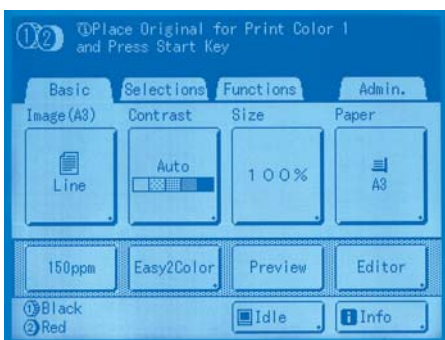 ①② ①Place Original for Print Color 1
and Press Start Key
Basic Selections Functions Admin.
Image(A3) Contrast Size Paper
Line Auto 100% A3
150ppm Easy2Color Preview Editor
①Black
②Red
Idle Info